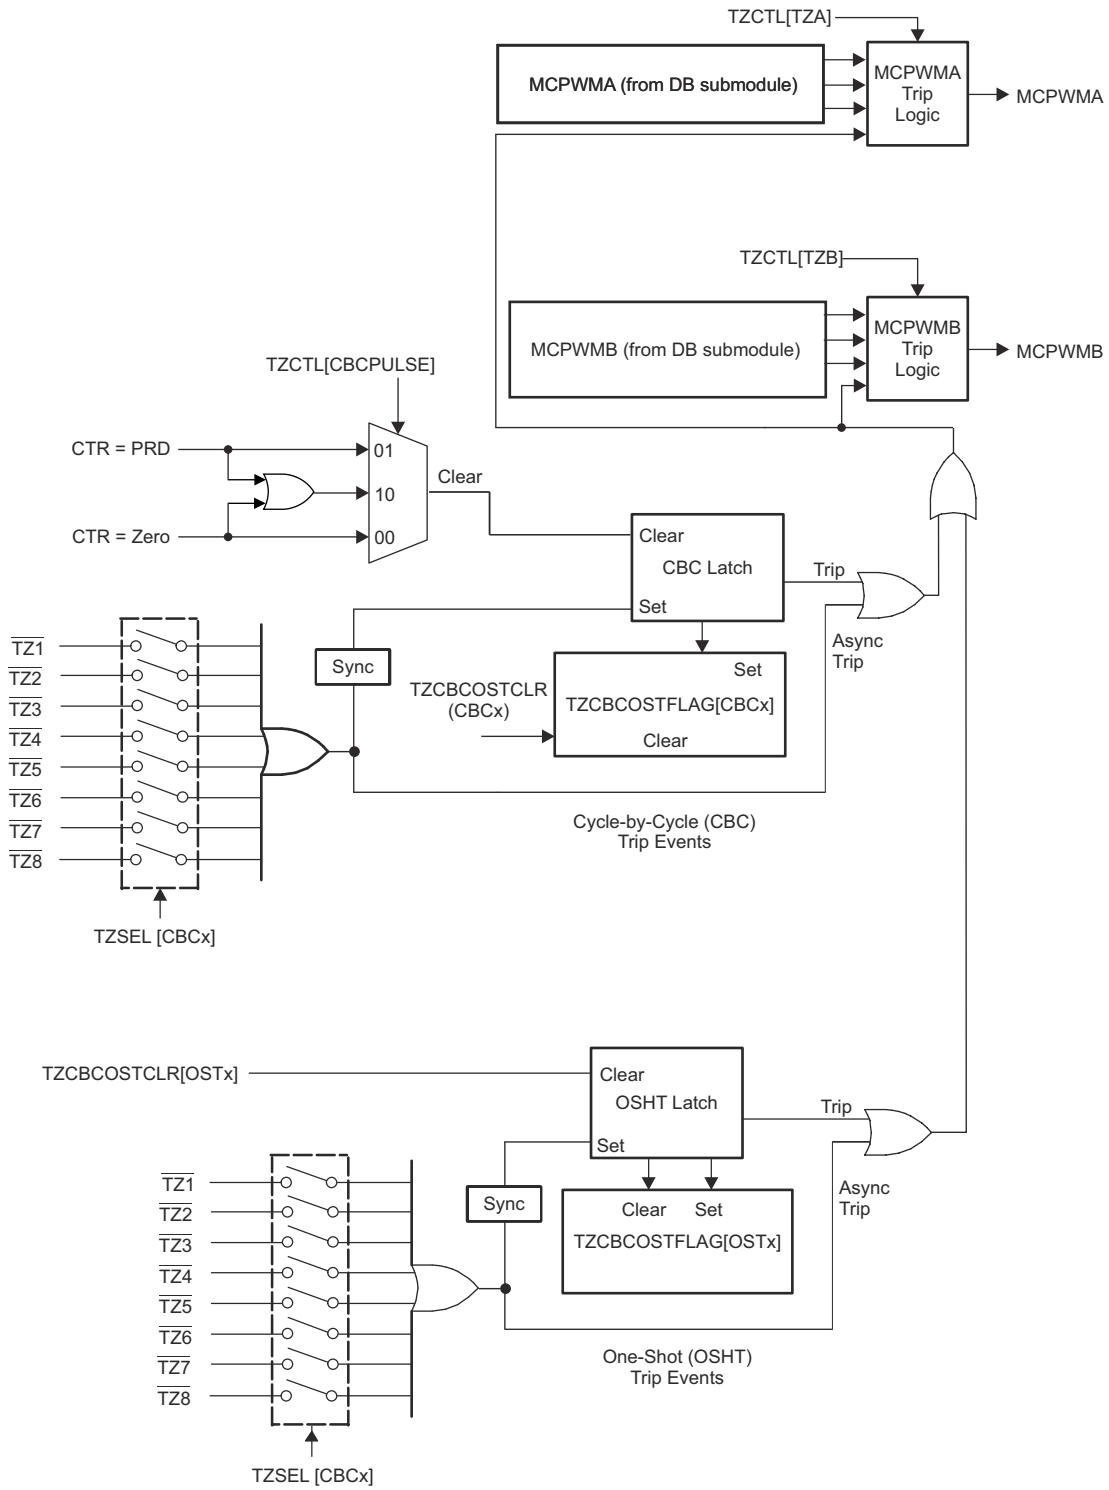 TZCTL[TZA]
MCPWMA (from DB submodule)
MCPWMA
Trip
Logic
MCPWMA
TZCTL[TZB]
MCPWMB (from DB submodule)
MCPWMB
Trip
Logic
MCPWMB
TZCTL[CBCPULSE]
CTR = PRD
01
10
00
Clear
CTR = Zero
Clear
CBC Latch
Set
Trip
Async
Trip
TZ1
TZ2
TZ3
TZ4
TZ5
TZ6
TZ7
TZ8
Sync
TZCBCOSTCLR
(CBCx)
Set
TZCBCOSTFLAG[CBCx]
Clear
Cycle-by-Cycle (CBC)
Trip Events
TZSEL [CBCx]
TZCBCOSTCLR[OSTx]
Clear
OSHT Latch
Set
Trip
Async
Trip
TZ1
TZ2
TZ3
TZ4
TZ5
TZ6
TZ7
TZ8
Sync
Clear Set
TZCBCOSTFLAG[OSTx]
One-Shot (OSHT)
Trip Events
TZSEL [CBCx]